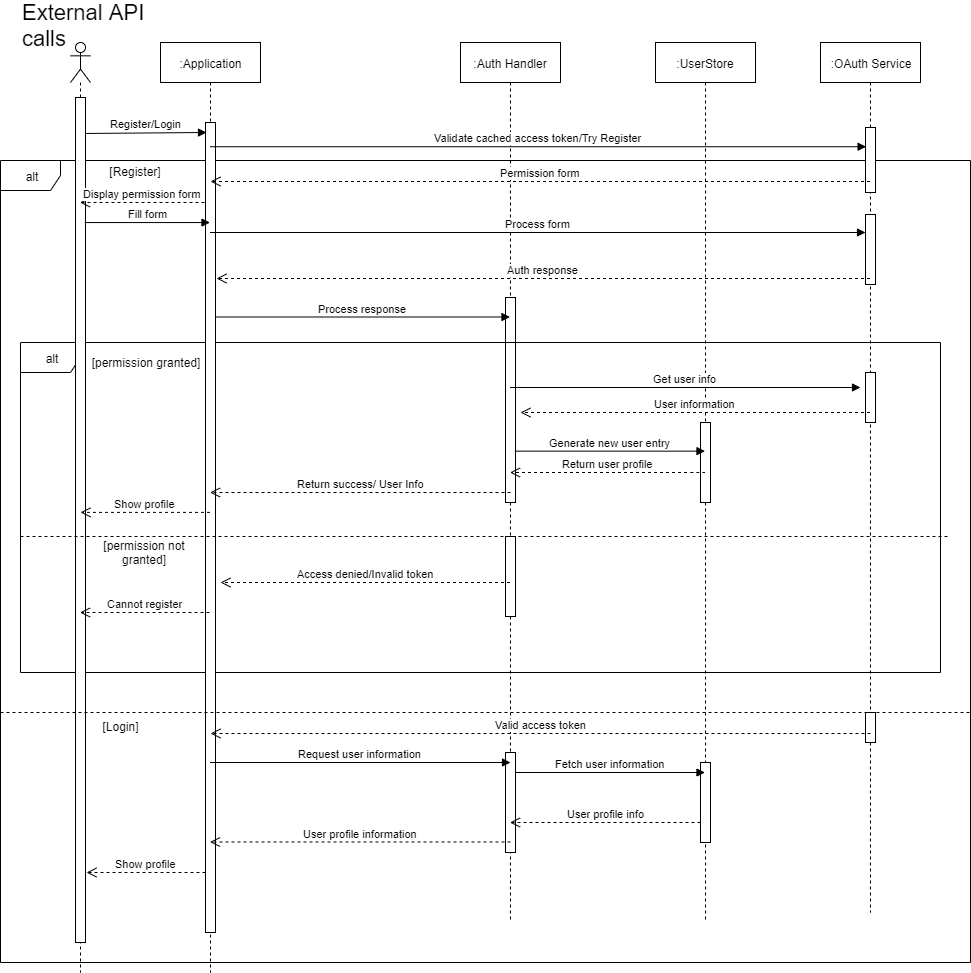 External API
calls
:Application
:Auth Handler
:UserStore
:OAuth Service
Register/Login
Validate cached access token/Try Register
alt
[Register]
Permission form
Display permission form
Fill form
Process form
Auth response
Process response
alt
[permission granted]
Get user info
User information
Generate new user entry
Return user profile
Return success/ User Info
Show profile
[permission not
granted]
Access denied/Invalid token
Cannot register
[Login]
Valid access token
Request user information
Fetch user information
User profile info
User profile information
Show profile